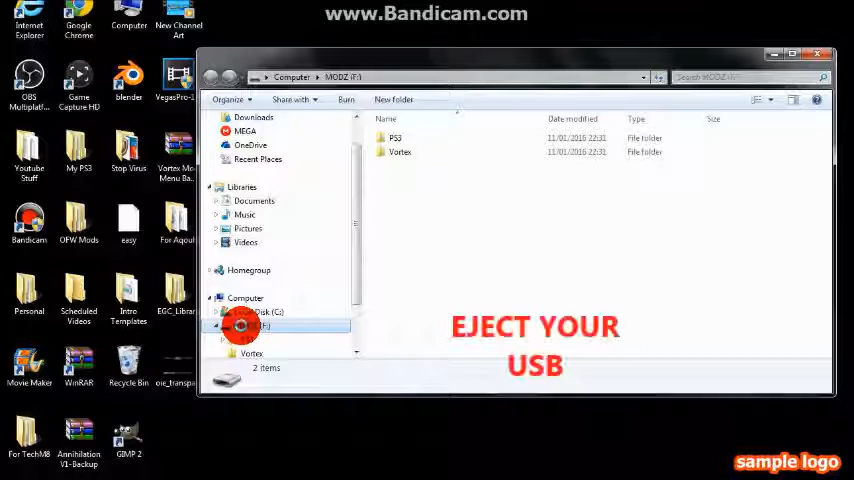 www.Bandicam.com
Internet Explorer
Google Chrome
Computer
New Channel Art
OBS Multiplatf...
Game Capture HD
blender
VegasPro-1
Youtube Stuff
My PS3
Stop Virus
Vortex Mo... Menu Ba...
Bandicam
OFW Mods
easy
For Aqoul
Personal
Scheduled Videos
Intro Templates
EGC_Librar
Movie Maker
WinRAR
Recycle Bin
For TechM8
Annihilation V1-Backup
GIMP 2
Computer
MODZ (F:)
Search MODZ (F:)
Organize
Share with
Burn
New folder
Name
Date modified
Type
Size
PS3
11/01/2016 22:31
File folder
Vortex
11/01/2016 22:31
File folder
Downloads
MEGA
OneDrive
Recent Places
Libraries
Documents
Music
Pictures
Videos
Homegroup
Computer
Local Disk (C:)
(F:)
Vortex
2 items
EJECT YOUR
USB
sample logo